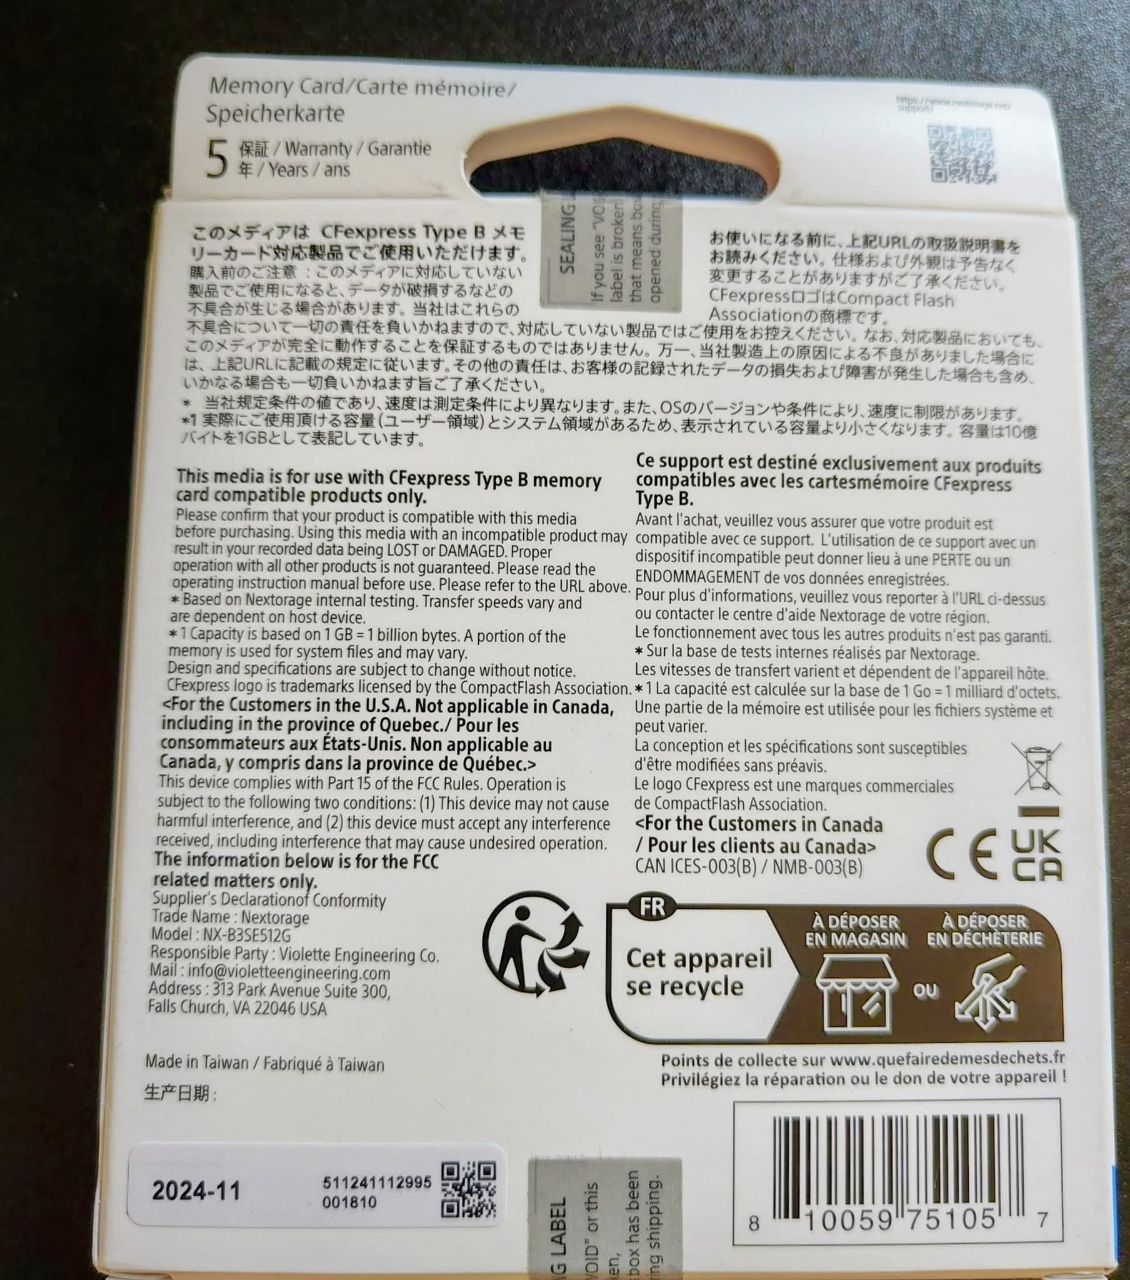 Memory Card/Carte mémoire/
Speicherkarte
5 保証 / Warranty / Garantie
年 / Years / ans
https://www.nextorage.net/
support/
SEALING
If you see "VOI
label is broken
that means bo
opened during
このメディアは CFexpress Type B メモ
リーカード対応製品でご使用いただけます。
購入前のご注意 : このメディアに対応していない
製品でご使用になると、データが破損するなどの
不具合が生じる場合があります。当社はこれらの
お使いになる前に、上記URLの取扱説明書を
お読みください。仕様および外観は予告なく
変更することがありますがご了承ください。
CFexpressロゴはCompact Flash
Associationの商標です。
不具合について一切の責任を負いかねますので、対応していない製品ではご使用をお控えください。なお、対応製品においても、
このメディアが完全に動作することを保証するものではありません。万一、当社製造上の原因による不良がありました場合に
は、上記URLに記載の規定に従います。その他の責任は、お客様の記録されたデータの損失および障害が発生した場合も含め、
いかなる場合も一切負いかねます旨ご了承ください。
* 当社規定条件の値であり、速度は測定条件により異なります。また、OSのバージョンや条件により、速度に制限があります。
*1 実際にご使用頂ける容量(ユーザー領域)とシステム領域があるため、表示されている容量より小さくなります。容量は10億
バイトを1GBとして表記しています。
This media is for use with CFexpress Type B memory
card compatible products only.
Please confirm that your product is compatible with this media
before purchasing. Using this media with an incompatible product may
result in your recorded data being LOST or DAMAGED. Proper
operation with all other products is not guaranteed. Please read the
operating instruction manual before use. Please refer to the URL above.
* Based on Nextorage internal testing. Transfer speeds vary and
are dependent on host device.
*1 Capacity is based on 1 GB = 1 billion bytes. A portion of the
memory is used for system files and may vary.
Design and specifications are subject to change without notice.
CFexpress logo is trademarks licensed by the CompactFlash Association.
<For the Customers in the U.S.A. Not applicable in Canada,
including in the province of Quebec./ Pour les
consommateurs aux États-Unis. Non applicable au
Canada, y compris dans la province de Québec.>
This device complies with Part 15 of the FCC Rules. Operation is
subject to the following two conditions: (1) This device may not cause
harmful interference, and (2) this device must accept any interference
received, including interference that may cause undesired operation.
The information below is for the FCC
related matters only.
Supplier's Declarationof Conformity
Trade Name : Nextorage
Model : NX-B3SE512G
Responsible Party : Violette Engineering Co.
Mail : info@violetteengineering.com
Address : 313 Park Avenue Suite 300,
Falls Church, VA 22046 USA
Ce support est destiné exclusivement aux produits
compatibles avec les cartesmémoire CFexpress
Type B.
Avant l'achat, veuillez vous assurer que votre produit est
compatible avec ce support. L'utilisation de ce support avec un
dispositif incompatible peut donner lieu à une PERTE ou un
ENDOMMAGEMENT de vos données enregistrées.
Pour plus d'informations, veuillez vous reporter à l'URL ci-dessus
ou contacter le centre d'aide Nextorage de votre région.
Le fonctionnement avec tous les autres produits n'est pas garanti.
* Sur la base de tests internes réalisés par Nextorage.
Les vitesses de transfert varient et dépendent de l'appareil hôte.
*1 La capacité est calculée sur la base de 1 Go = 1 milliard d'octets.
Une partie de la mémoire est utilisée pour les fichiers système et
peut varier.
La conception et les spécifications sont susceptibles
d'être modifiées sans préavis.
Le logo CFexpress est une marques commerciales
de CompactFlash Association.
<For the Customers in Canada
/ Pour les clients au Canada>
CAN ICES-003(B) / NMB-003(B)
CE UK
CA
FR
Cet appareil
se recycle
À DÉPOSER
EN MAGASIN
OU
À DÉPOSER
EN DÉCHÈTERIE
Points de collecte sur www.quefairedemesdechets.fr
Privilégiez la réparation ou le don de votre appareil !
Made in Taiwan / Fabriqué à Taiwan
生产日期:
2024-11
511241112995
001810
G LABEL
VOID" or this
en,
box has been
ng shipping.
8 10059 75105 7